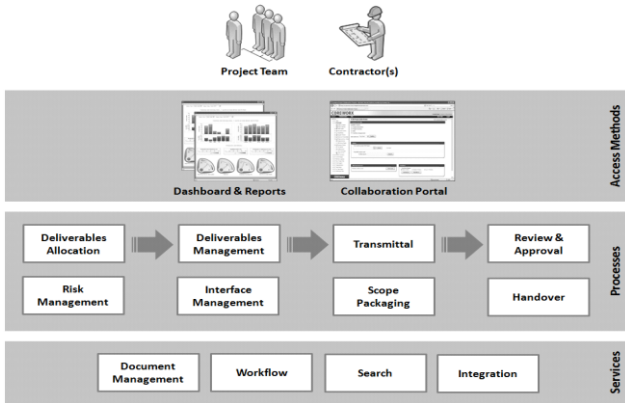 Project Team
Contractor(s)
Access Methods
Dashboard & Reports
Collaboration Portal
Processes
Deliverables
Allocation
Deliverables
Management
Transmittal
Review &
Approval
Risk
Management
Interface
Management
Scope
Packaging
Handover
Services
Document
Management
Workflow
Search
Integration